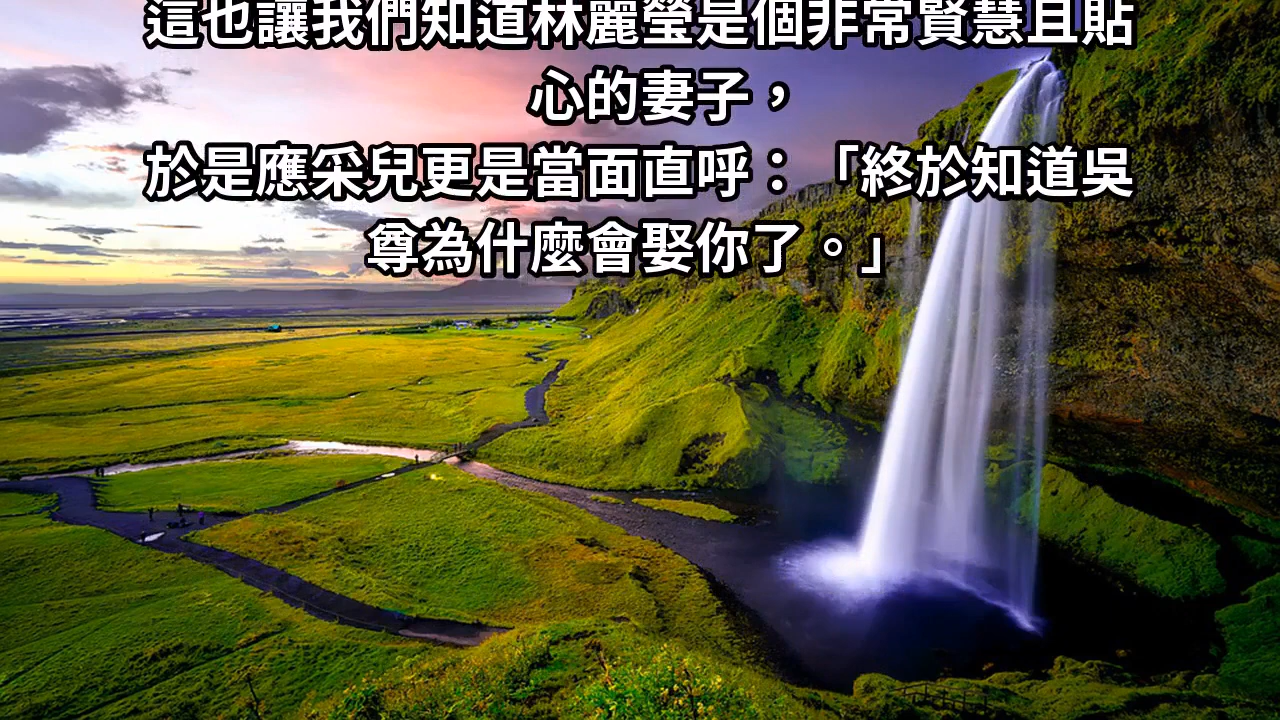 這也讓我們知道林麗瑩是個非常賢慧且貼
心的妻子，
於是應采兒更是當面直呼：「終於知道吳
尊為什麼會娶你了。」